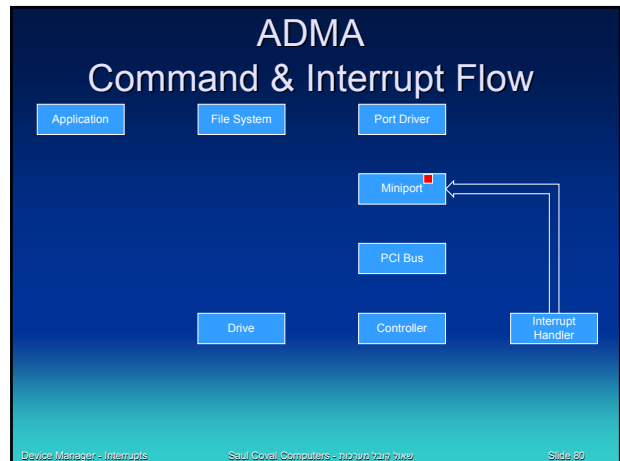 ADMA
Command & Interrupt Flow
Application
File System
Port Driver
Miniport
PCI Bus
Drive
Controller
Interrupt
Handler
Device Manager - Interrupts
Saul Coval Computers - שאול קובל מערכות
Slide 80